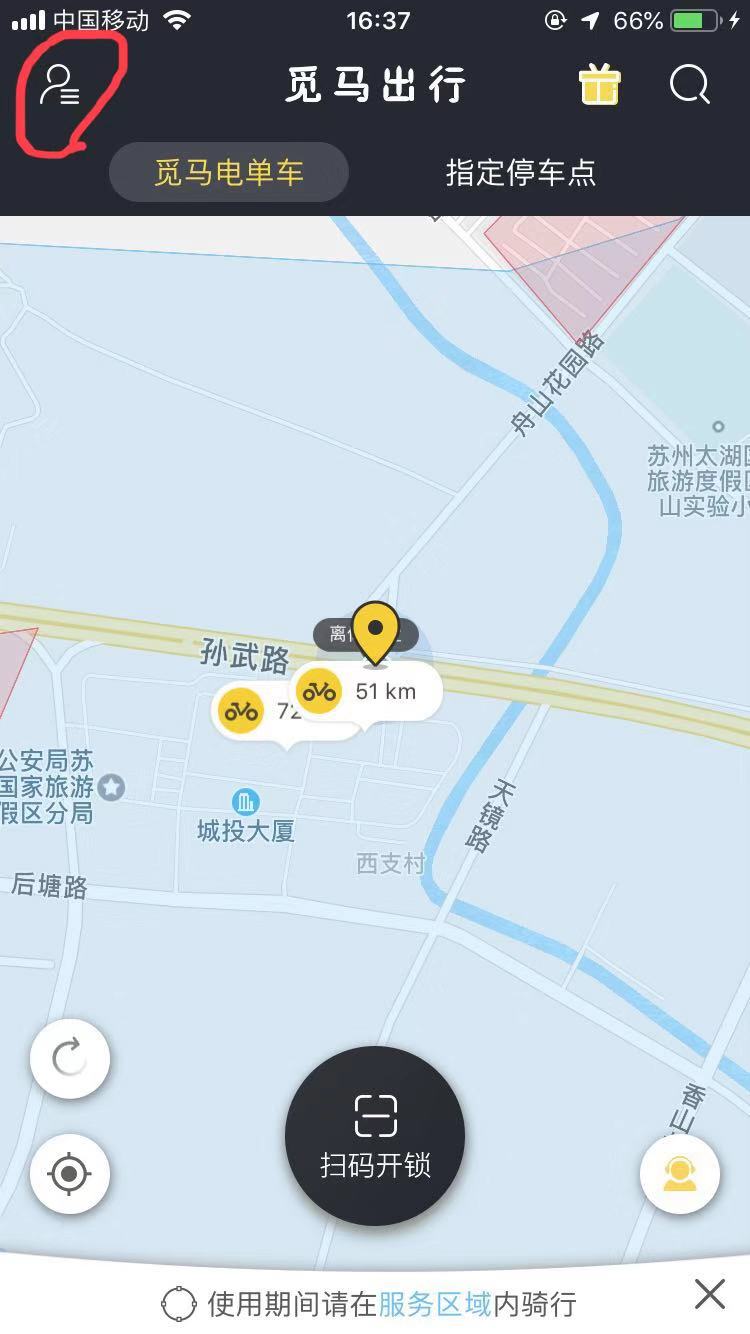 中国移动 16:37 66%
觅马出行
觅马电单车 指定停车点
舟山花园路
苏州太湖国
旅游度假区
山实验小
离
孙武路
51 km
72
公安局苏
国家旅游
假区分局
城投大厦
天镜路
西支村
后塘路
香山
扫码开锁
使用期间请在服务区域内骑行